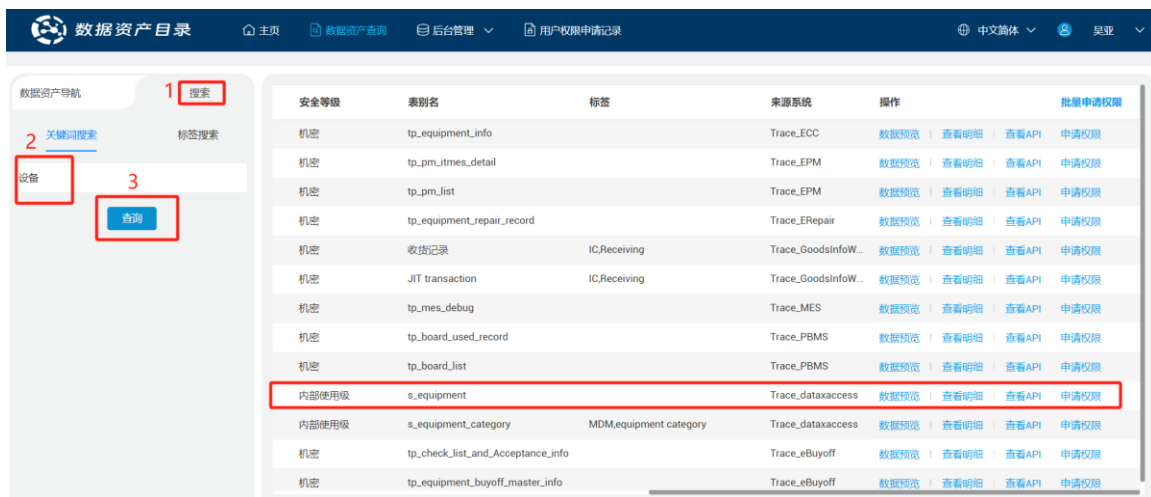 数据资产目录 主页 数据资产查询 后台管理 用户权限申请记录 中文简体 吴亚
数据资产导航 1 搜索
2 关键词搜索 标签搜索
设备
3
查询
安全等级 表别名 标签 来源系统 操作 批量申请权限
机密 tp_equipment_info Trace_ECC 数据预览 查看明细 查看API 申请权限
机密 tp_pm_itmes_detail Trace_EPM 数据预览 查看明细 查看API 申请权限
机密 tp_pm_list Trace_EPM 数据预览 查看明细 查看API 申请权限
机密 tp_equipment_repair_record Trace_ERepair 数据预览 查看明细 查看API 申请权限
机密 收货记录 IC,Receiving Trace_GoodsInfoW... 数据预览 查看明细 查看API 申请权限
机密 JIT transaction IC,Receiving Trace_GoodsInfoW... 数据预览 查看明细 查看API 申请权限
机密 tp_mes_debug Trace_MES 数据预览 查看明细 查看API 申请权限
机密 tp_board_used_record Trace_PBMS 数据预览 查看明细 查看API 申请权限
机密 tp_board_list Trace_PBMS 数据预览 查看明细 查看API 申请权限
内部使用级 s_equipment Trace_dataxaccess 数据预览 查看明细 查看API 申请权限
内部使用级 s_equipment_category MDM,equipment category Trace_dataxaccess 数据预览 查看明细 查看API 申请权限
机密 tp_check_list_and_Acceptance_info Trace_eBuyoff 数据预览 查看明细 查看API 申请权限
机密 tp_equipment_buyoff_master_info Trace_eBuyoff 数据预览 查看明细 查看API 申请权限